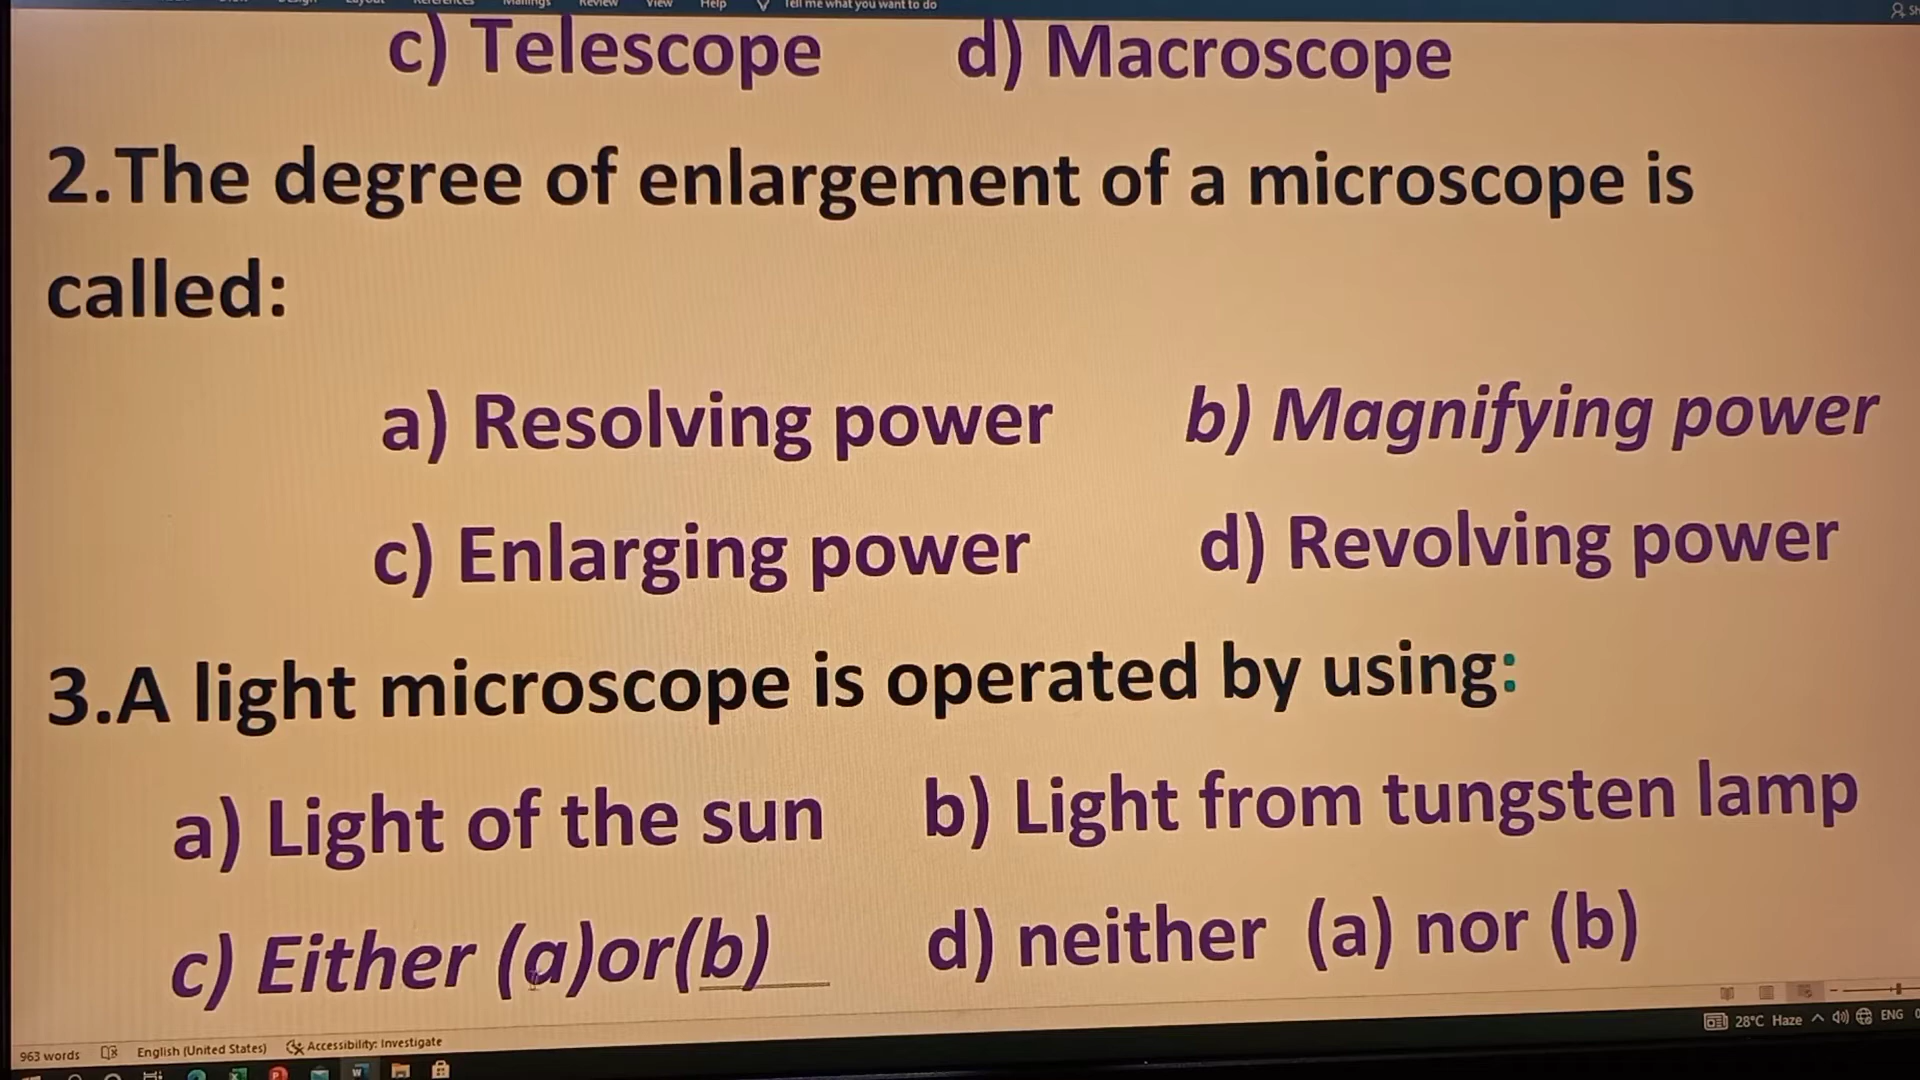 References Mailings Review View Help Tell me what you want to do
c) Telescope d) Macroscope
2.The degree of enlargement of a microscope is
called:
a) Resolving power b) Magnifying power
c) Enlarging power d) Revolving power
3.A light microscope is operated by using:
a) Light of the sun b) Light from tungsten lamp
c) Either (a)or(b) d) neither (a) nor (b)
963 words English (United States) Accessibility: Investigate
28°C Haze ENG